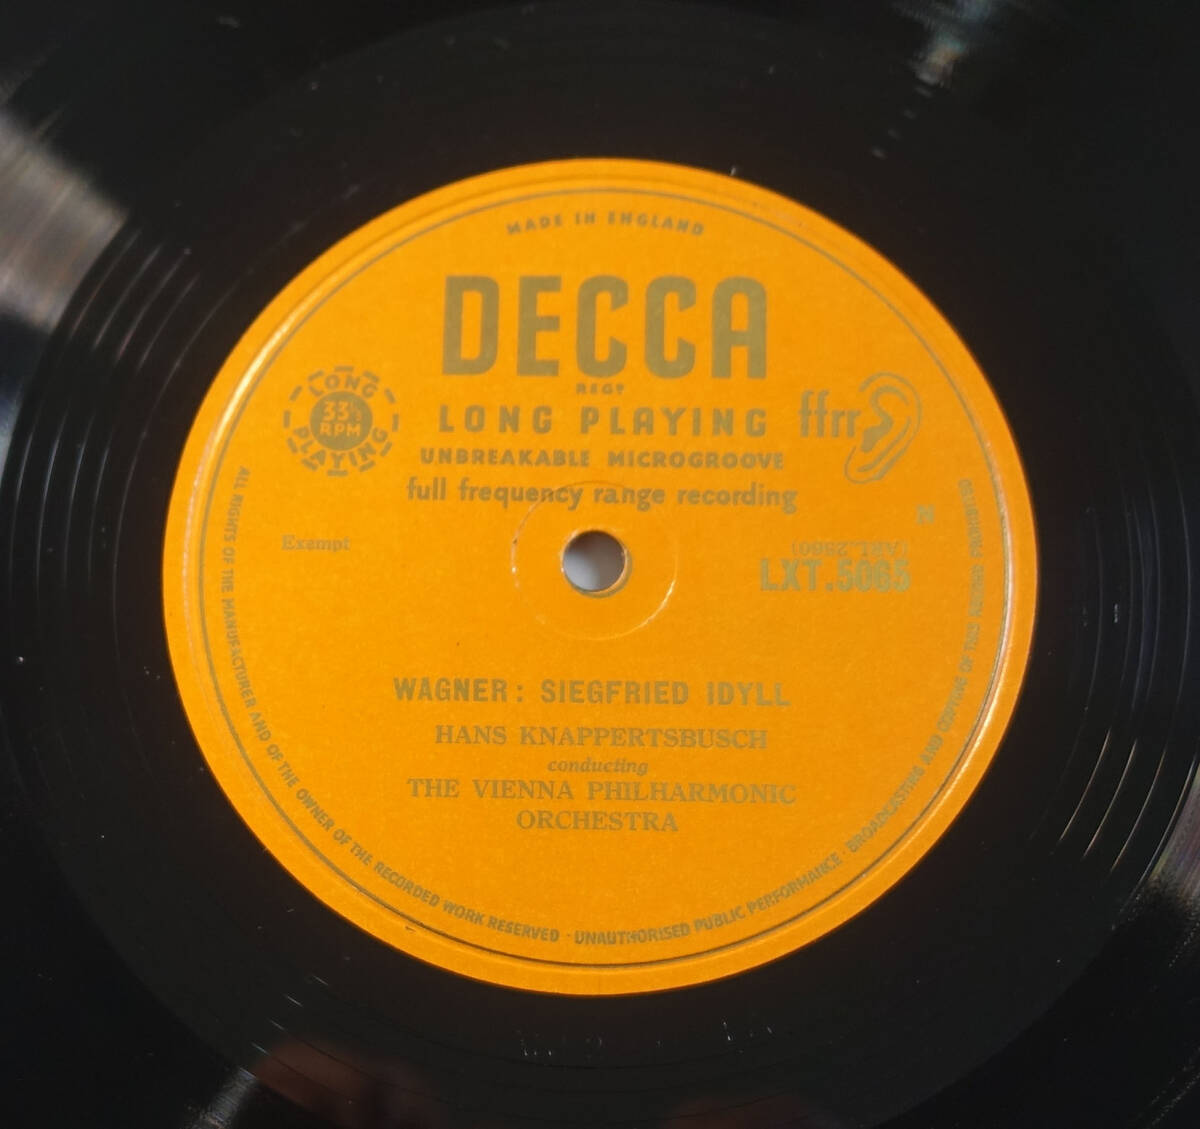 MADE IN ENGLAND
DECCA
REGD
LONG PLAYING
UNBREAKABLE MICROGROOVE
full frequency range recording
LONG
33⅓
RPM
PLAYING
ffrr
Exempt
(ARL.2860)
LXT.5065
WAGNER: SIEGFRIED IDYLL
HANS KNAPPERTSBUSCH
conducting
THE VIENNA PHILHARMONIC
ORCHESTRA
ALL RIGHTS OF THE MANUFACTURER AND OF THE OWNER OF THE RECORDED WORK RESERVED · UNAUTHORISED PUBLIC PERFORMANCE · BROADCASTING AND COPYING OF THIS RECORD PROHIBITED